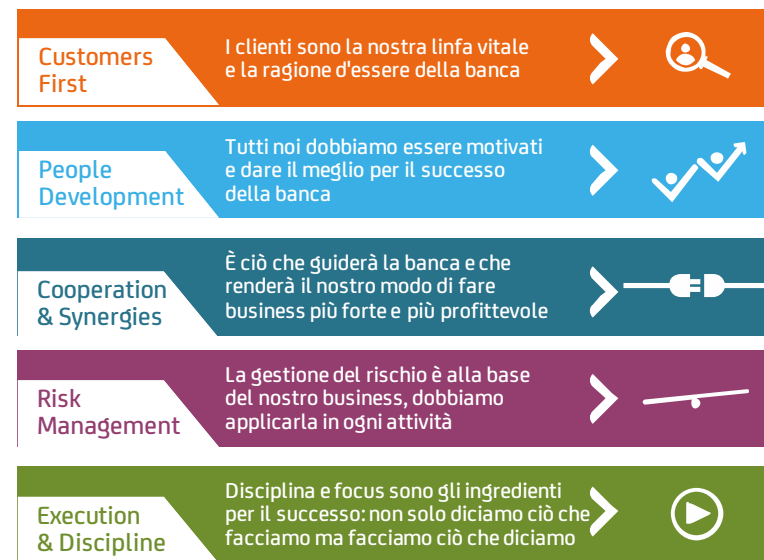 Customers
First
I clienti sono la nostra linfa vitale
e la ragione d'essere della banca
People
Development
Tutti noi dobbiamo essere motivati
e dare il meglio per il successo
della banca
Cooperation
& Synergies
È ciò che guiderà la banca e che
renderà il nostro modo di fare
business più forte e più profittevole
Risk
Management
La gestione del rischio è alla base
del nostro business, dobbiamo
applicarla in ogni attività
Execution
& Discipline
Disciplina e focus sono gli ingredienti
per il successo: non solo diciamo ciò che
facciamo ma facciamo ciò che diciamo